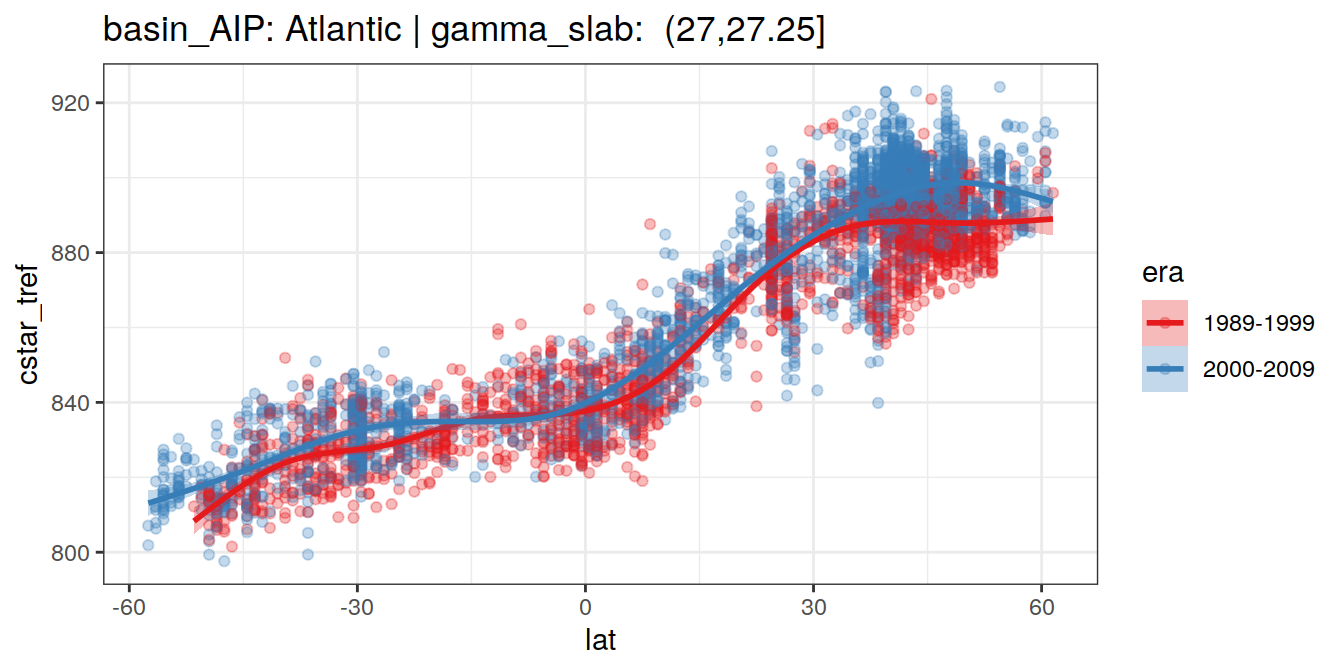 basin_AIP: Atlantic | gamma_slab:  (27,27.25]
920
880
840
800
cstar_tref
-60
-30
0
30
60
lat
era
1989-1999
2000-2009